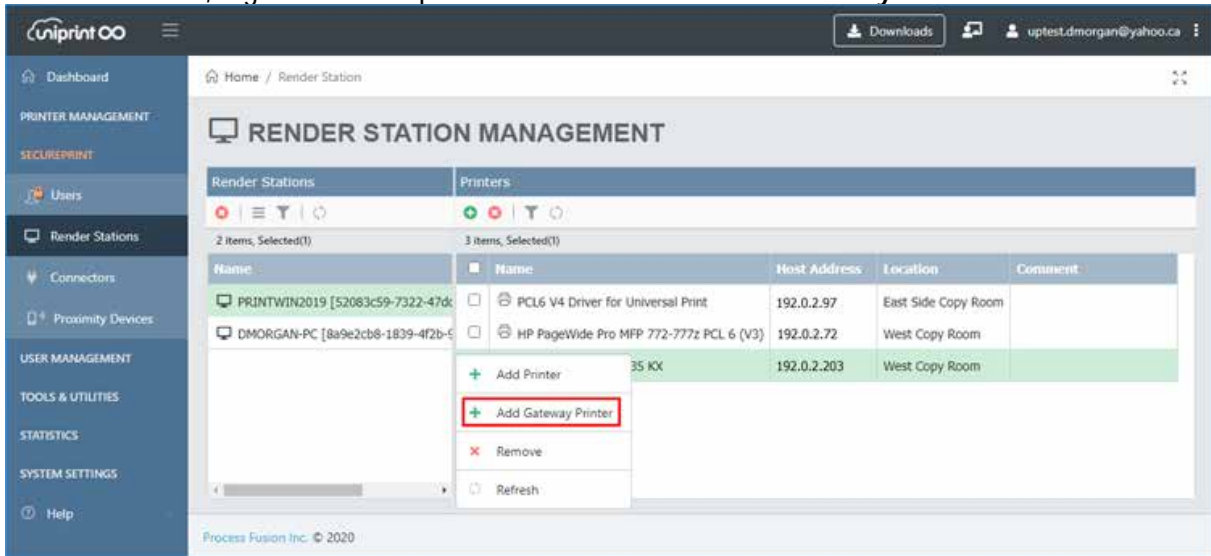 uniprint
Downloads
uptest.dmorgan@yahoo.ca
Dashboard
Home / Render Station
PRINTER MANAGEMENT
RENDER STATION MANAGEMENT
SECUREPRINT
Render Stations
Printers
Users
Render Stations
2 items, Selected(1)
3 items, Selected(1)
Name
Name
Host Address
Location
Comment
Connectors
PRINTWIN2019 [52083c59-7322-47dc
PCL6 V4 Driver for Universal Print
192.0.2.97
East Side Copy Room
Proximity Devices
DMORGAN-PC [8a9e2cb8-1839-4f2b-9
HP PageWide Pro MFP 772-777z PCL 6 (V3)
192.0.2.72
West Copy Room
USER MANAGEMENT
35 KX
192.0.2.203
West Copy Room
Add Printer
TOOLS & UTILITIES
Add Gateway Printer
STATISTICS
Remove
SYSTEM SETTINGS
Refresh
Help
Process Fusion Inc. © 2020